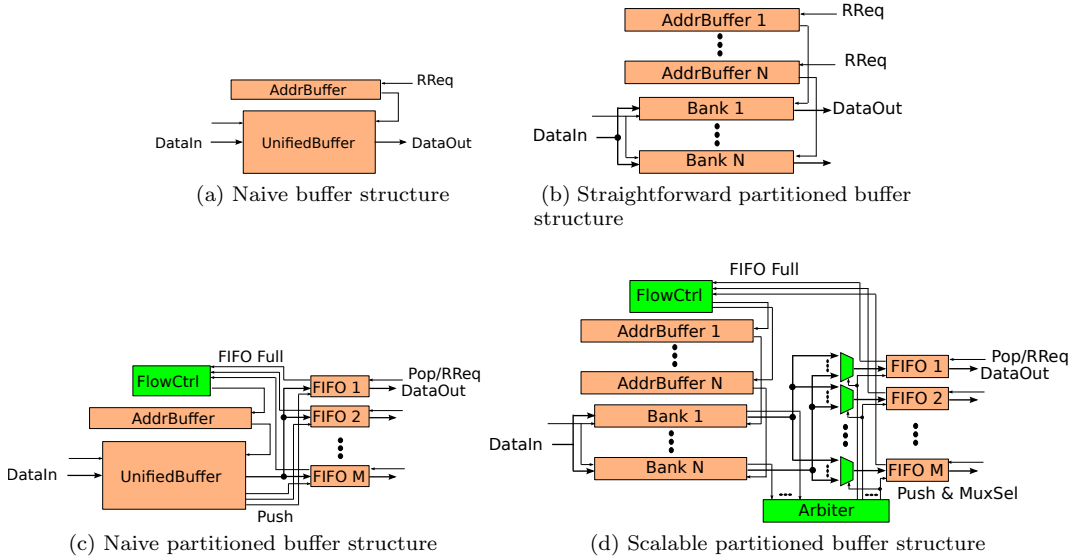 RReq
AddrBuffer
DataIn
UnifiedBuffer
DataOut
(a) Naive buffer structure
AddrBuffer 1
RReq
AddrBuffer N
RReq
Bank 1
DataOut
DataIn
Bank N
(b) Straightforward partitioned buffer
structure
FIFO Full
FlowCtrl
FIFO 1
Pop/RReq
DataOut
AddrBuffer
FIFO 2
DataIn
UnifiedBuffer
FIFO M
Push
(c) Naive partitioned buffer structure
FIFO Full
FlowCtrl
AddrBuffer 1
AddrBuffer N
FIFO 1
Pop/RReq
DataOut
FIFO 2
Bank 1
DataIn
Bank N
FIFO M
Push & MuxSel
Arbiter
(d) Scalable partitioned buffer structure